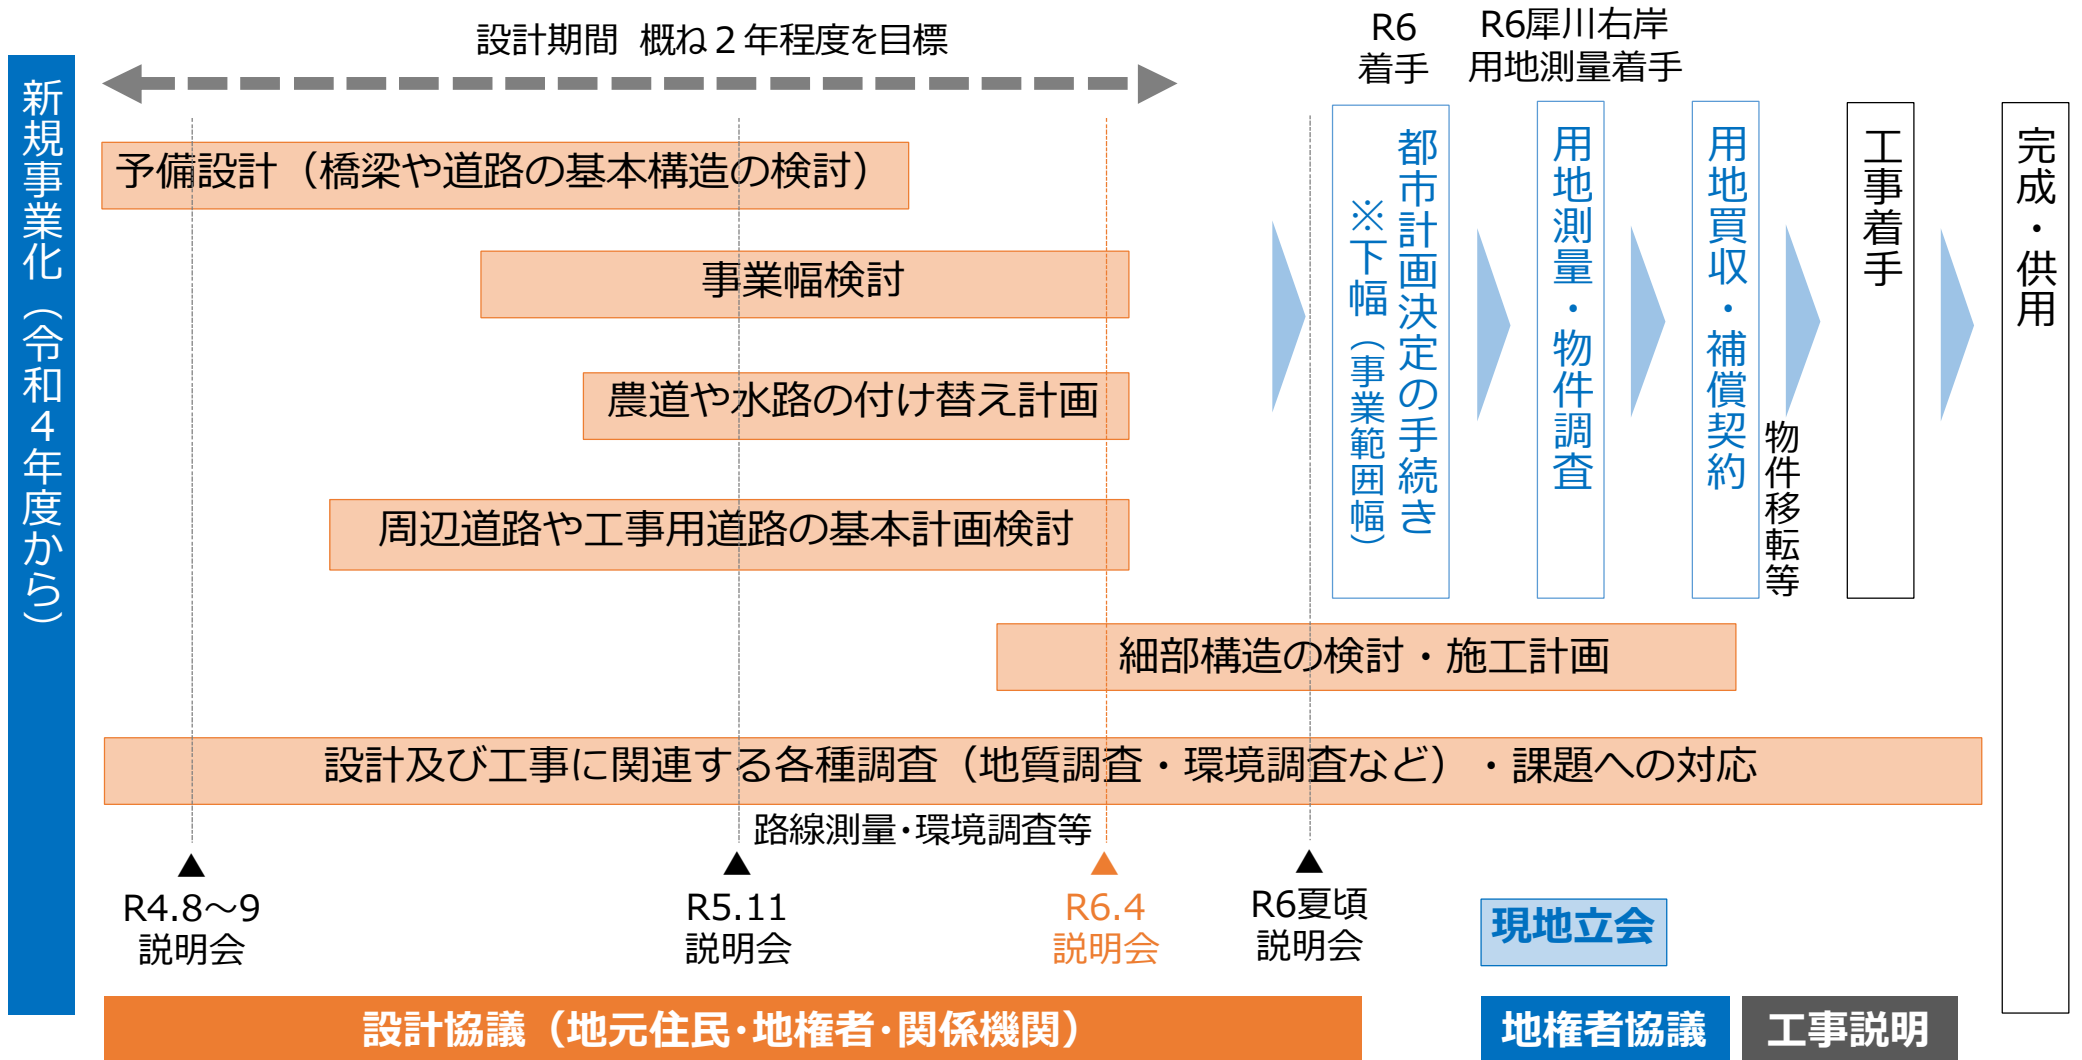 設計期間 概ね２年程度を目標
R6
着手
R6犀川右岸
用地測量着手
新規事業化（令和４年度から）
予備設計（橋梁や道路の基本構造の検討）
事業幅検討
農道や水路の付け替え計画
周辺道路や工事用道路の基本計画検討
細部構造の検討・施工計画
設計及び工事に関連する各種調査（地質調査・環境調査など）・課題への対応
路線測量・環境調査等
都市計画決定の手続き
※下幅（事業範囲幅）
用地測量・物件調査
用地買収・補償契約
物件移転等
工事着手
完成・供用
▲
R4.8～9
説明会
▲
R5.11
説明会
▲
R6.4
説明会
▲
R6夏頃
説明会
現地立会
設計協議（地元住民・地権者・関係機関）
地権者協議
工事説明